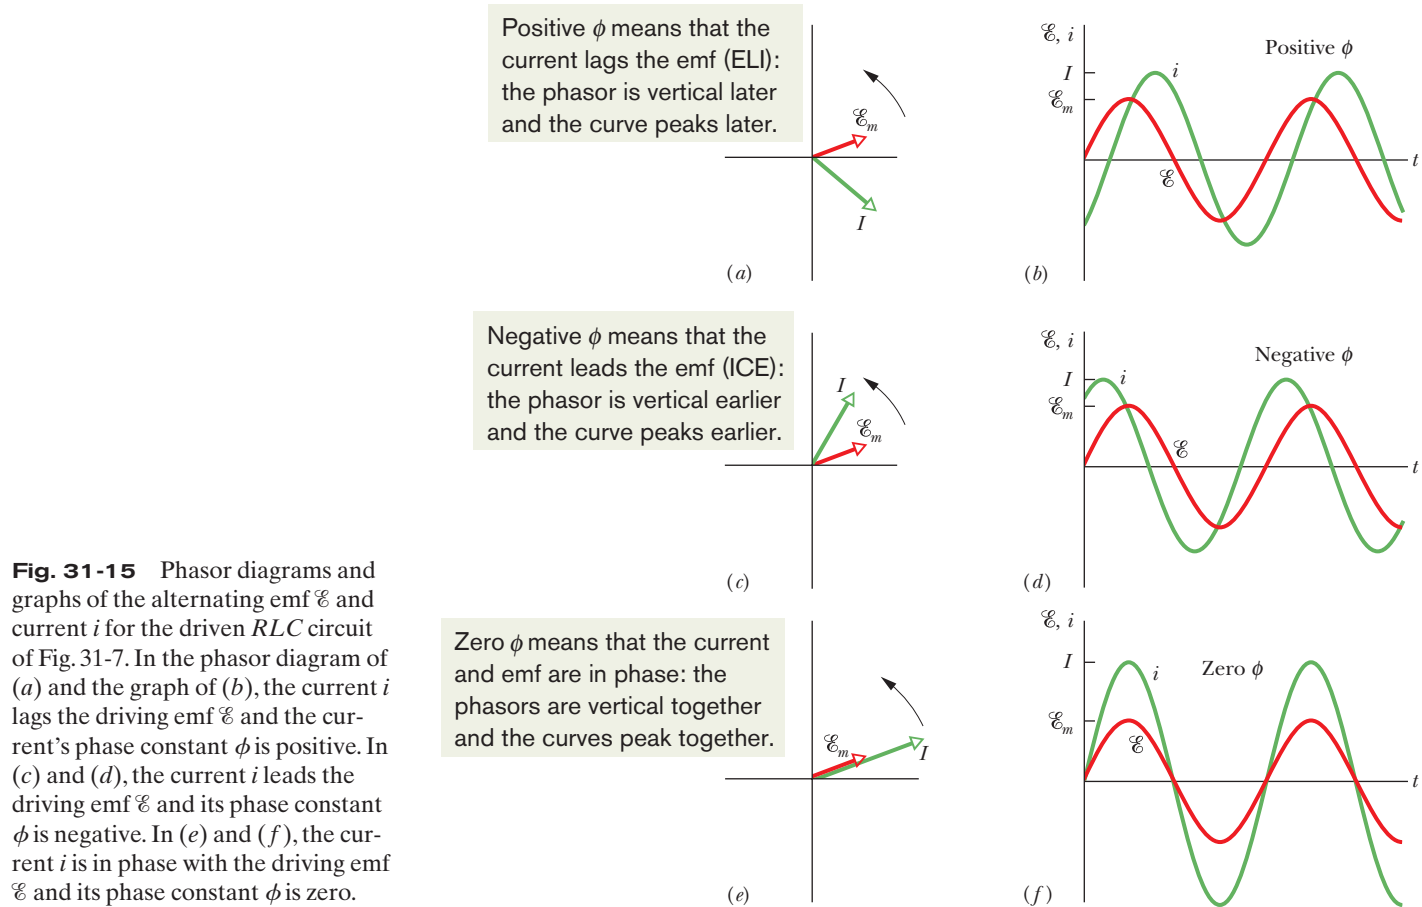 Positive ϕ means that the
current lags the emf (ELI):
the phasor is vertical later
and the curve peaks later.
ℰm
I
(a)
ℰ, i
Positive ϕ
I
i
ℰm
ℰ
t
(b)
Negative ϕ means that the
current leads the emf (ICE):
the phasor is vertical earlier
and the curve peaks earlier.
I
ℰm
(c)
ℰ, i
Negative ϕ
I
i
ℰm
ℰ
t
(d)
Zero ϕ means that the current
and emf are in phase: the
phasors are vertical together
and the curves peak together.
ℰm
I
(e)
ℰ, i
Zero ϕ
I
i
ℰm
ℰ
t
(f)
Fig. 31-15 Phasor diagrams and
graphs of the alternating emf ℰ and
current i for the driven RLC circuit
of Fig. 31-7. In the phasor diagram of
(a) and the graph of (b), the current i
lags the driving emf ℰ and the cur-
rent's phase constant ϕ is positive. In
(c) and (d), the current i leads the
driving emf ℰ and its phase constant
ϕ is negative. In (e) and (f), the cur-
rent i is in phase with the driving emf
ℰ and its phase constant ϕ is zero.